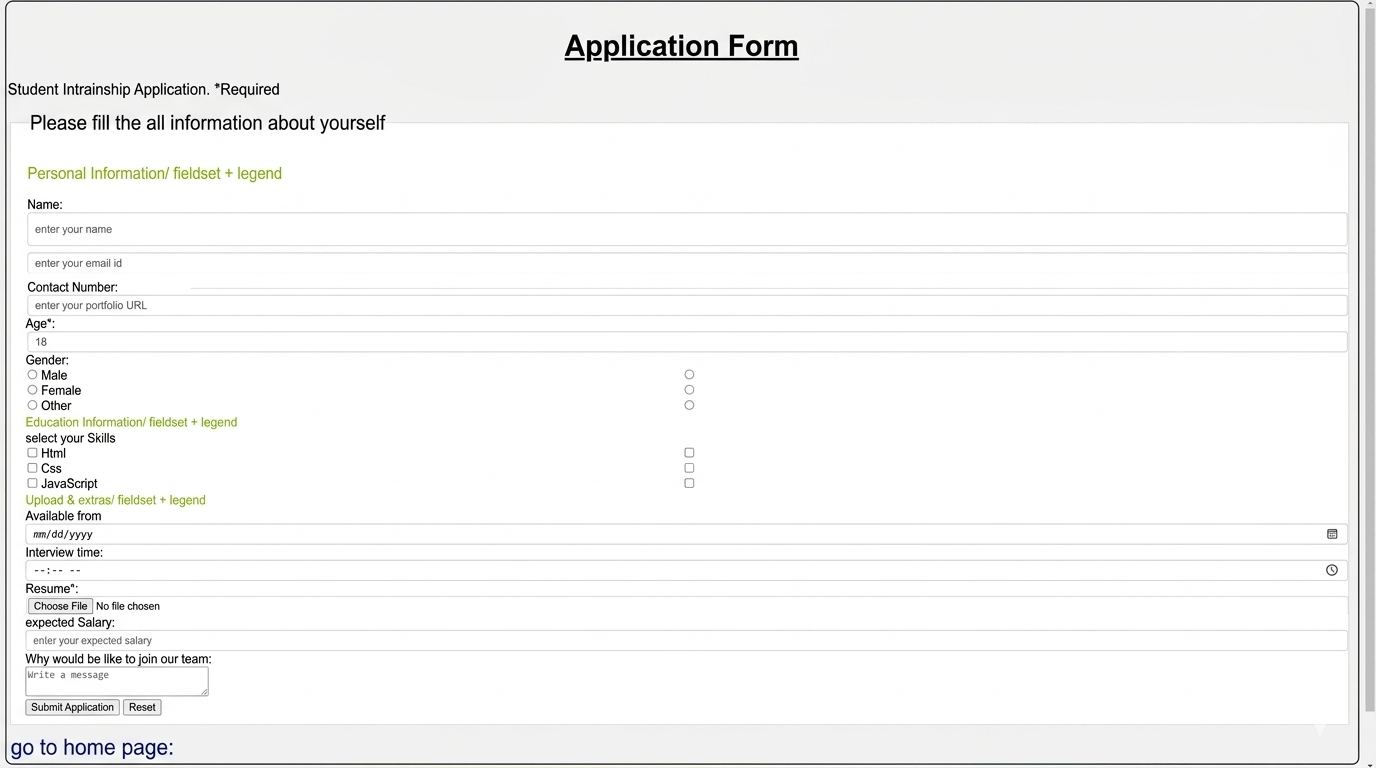 Application Form
Student Intrainship Application. *Required
Please fill the all information about yourself
Personal Information/ fieldset + legend
Name:
enter your name
enter your email id
Contact Number:
enter your portfolio URL
Age*:
18
Gender:
Male
Female
Other
Education Information/ fieldset + legend
select your Skills
Html
Css
JavaScript
Upload & extras/ fieldset + legend
Available from
mm/dd/yyyy
Interview time:
--:-- --
Resume*:
Choose File No file chosen
expected Salary:
enter your expected salary
Why would be like to join our team:
Write a message
Submit Application Reset
go to home page: